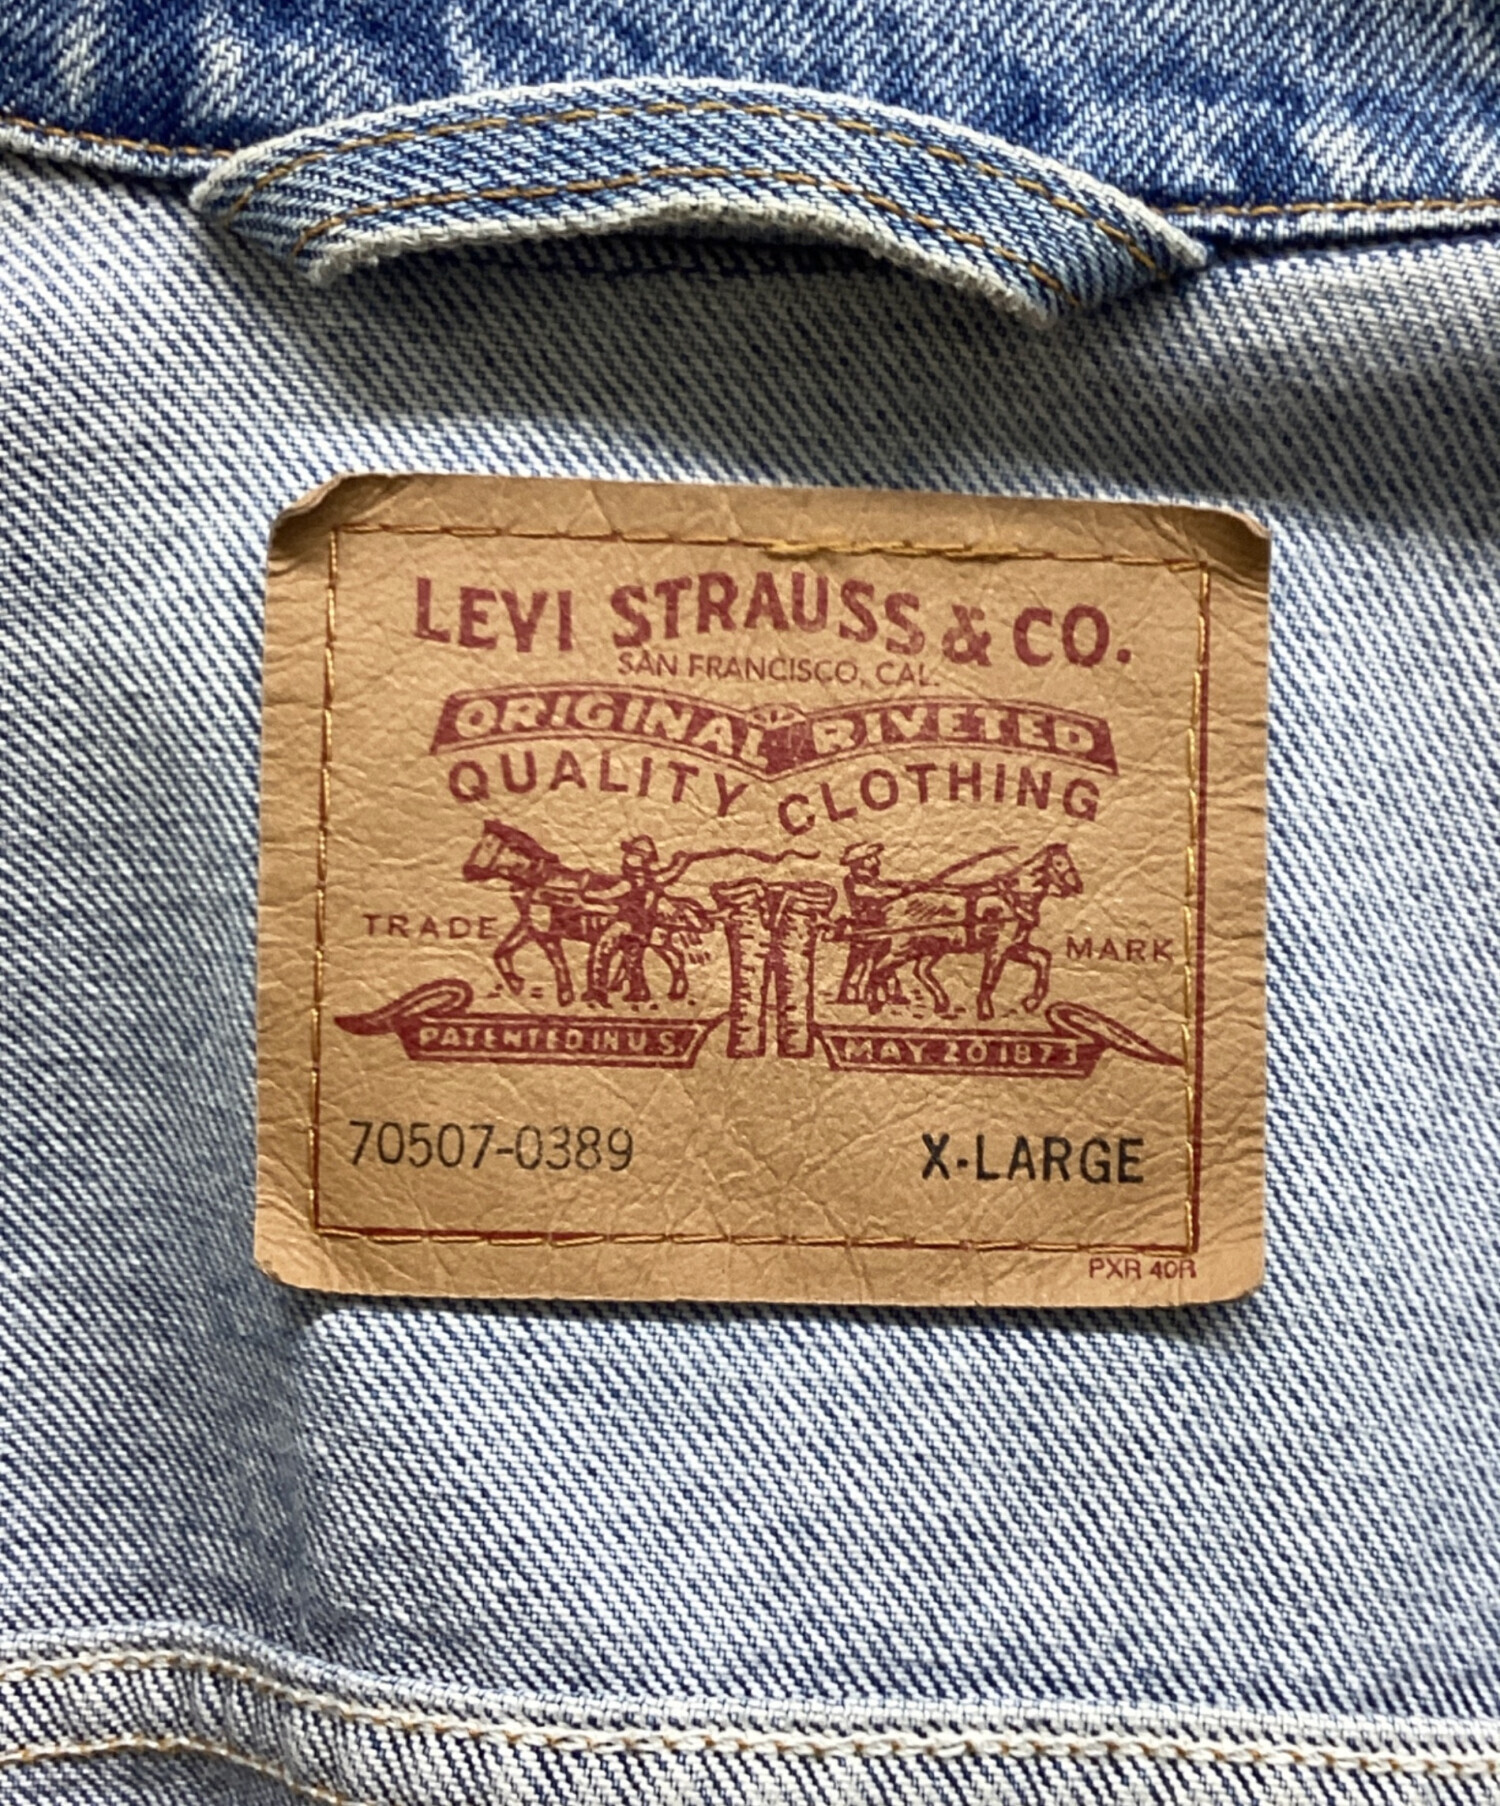 LEVI STRAUSS & CO.
SAN FRANCISCO, CAL.
ORIGINAL RIVETED
QUALITY CLOTHING
TRADE MARK
PATENTED IN U.S. MAY 20 1873
70507-0389 X-LARGE
PXR 40R